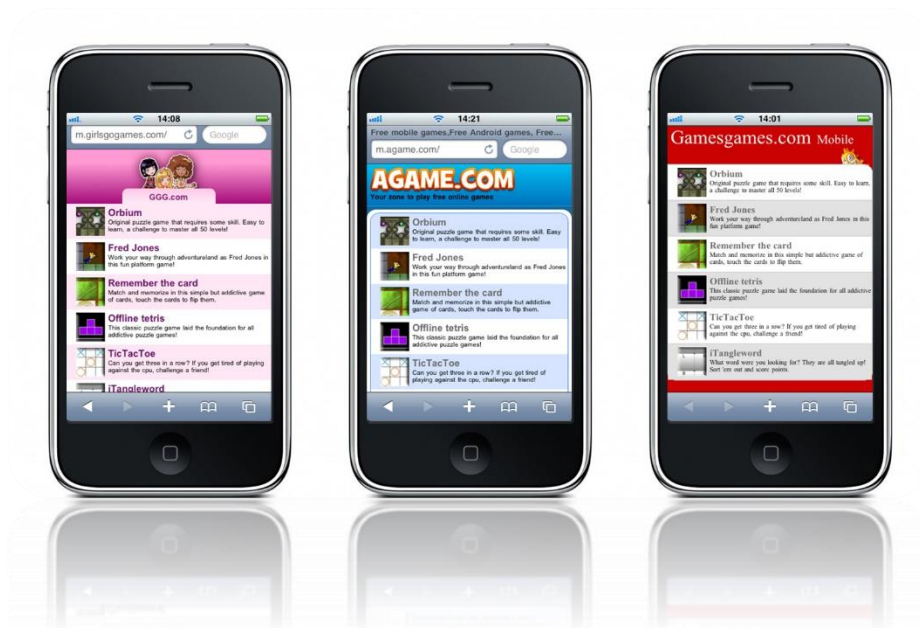 14:08
m.girlsgogames.com/
Google
GGG.com
Orbium
Original puzzle game that requires some skill. Easy to
learn, a challenge to master all 50 levels!
Fred Jones
Work your way through adventureland as Fred Jones in
this fun platform game!
Remember the card
Match and memorize in this simple but addictive game
of cards, touch the cards to flip them.
Offline tetris
This classic puzzle game laid the foundation for all
addictive puzzle games!
TicTacToe
Can you get three in a row? If you get tired of playing
against the cpu, challenge a friend!
iTangleword
14:21
Free mobile games,Free Android games, Free...
m.agame.com/
Google
AGAME.COM
Your zone to play free online games
Orbium
Original puzzle game that requires some skill. Easy
to learn, a challenge to master all 50 levels!
Fred Jones
Work your way through adventureland as Fred Jones
in this fun platform game!
Remember the card
Match and memorize in this simple but addictive
game of cards, touch the cards to flip them.
Offline tetris
This classic puzzle game laid the foundation for all
addictive puzzle games!
TicTacToe
Can you get three in a row? If you get tired of
playing against the cpu, challenge a friend!
14:01
Gamesgames.com Mobile
Orbium
Original puzzle game that requires some skill. Easy to learn,
a challenge to master all 50 levels!
Fred Jones
Work your way through adventureland as Fred Jones in this
fun platform game!
Remember the card
Match and memorize in this simple but addictive game of
cards, touch the cards to flip them.
Offline tetris
This classic puzzle game laid the foundation for all addictive
puzzle games!
TicTacToe
Can you get three in a row? If you get tired of playing
against the cpu, challenge a friend!
iTangleword
What word were you looking for? They are all tangled up!
Sort 'em out and score points.